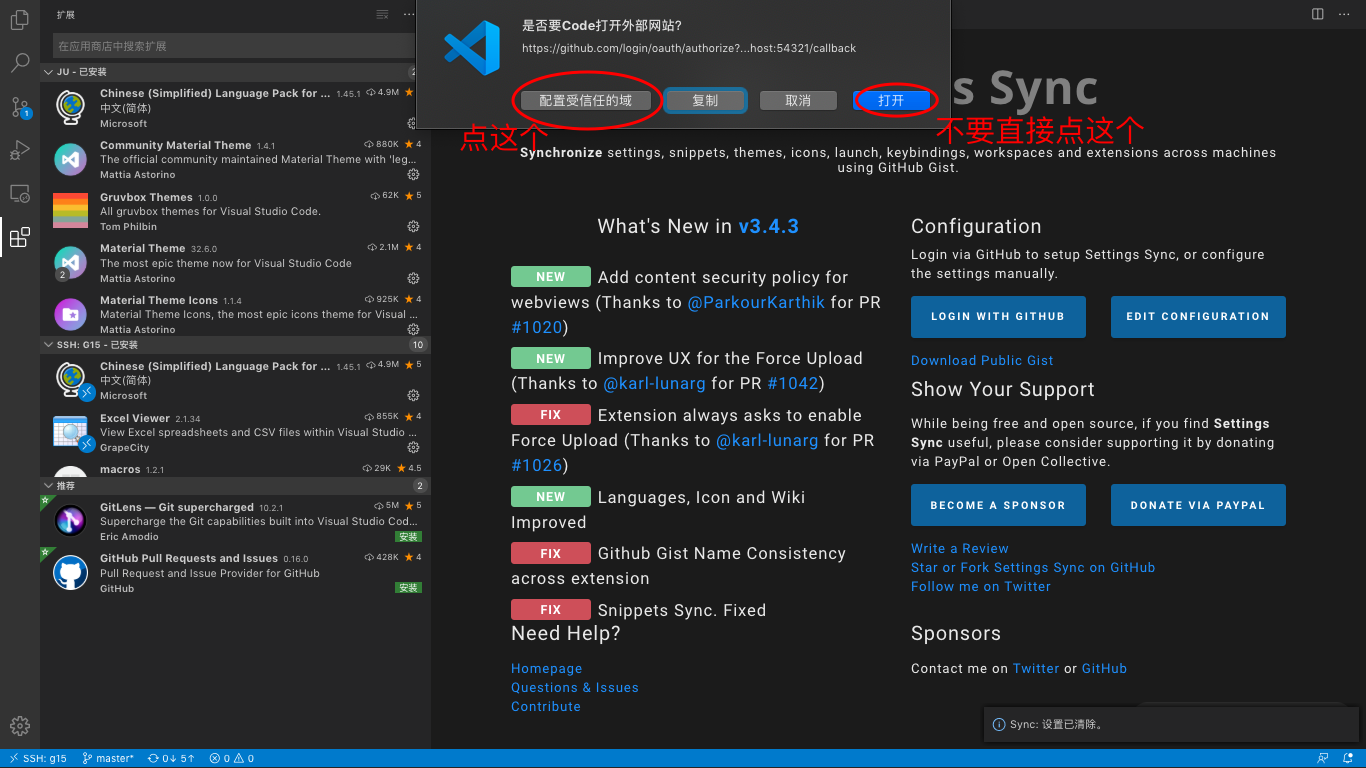 扩展
在应用商店中搜索扩展
JU - 已安装
Chinese (Simplified) Language Pack for ... 1.45.1 4.9M
中文(简体)
Microsoft
Community Material Theme 1.4.1 880K 4
The official community maintained Material Theme with 'leg...
Mattia Astorino
Gruvbox Themes 1.0.0 62K 5
All gruvbox themes for Visual Studio Code.
Tom Philbin
Material Theme 32.6.0 2.1M 4
The most epic theme now for Visual Studio Code
Mattia Astorino
2
Material Theme Icons 1.1.4 925K 4
Material Theme Icons, the most epic icons theme for Visual ...
Mattia Astorino
SSH: G15 - 已安装 10
Chinese (Simplified) Language Pack for ... 1.45.1 4.9M 5
中文(简体)
Microsoft
Excel Viewer 2.1.34 855K 4
View Excel spreadsheets and CSV files within Visual Studio ...
GrapeCity
macros 1.2.1 29K 4.5
推荐 2
GitLens — Git supercharged 10.2.1 5M 5
Supercharge the Git capabilities built into Visual Studio Cod...
Eric Amodio 安装
GitHub Pull Requests and Issues 0.16.0 428K 4
Pull Request and Issue Provider for GitHub
GitHub 安装
1
是否要Code打开外部网站?
https://github.com/login/oauth/authorize?...host:54321/callback
配置受信任的域 复制 取消 打开
点这个 不要直接点这个
s Sync
Synchronize settings, snippets, themes, icons, launch, keybindings, workspaces and extensions across machines
using GitHub Gist.
What's New in v3.4.3
NEW Add content security policy for
webviews (Thanks to @ParkourKarthik for PR
#1020)
NEW Improve UX for the Force Upload
(Thanks to @karl-lunarg for PR #1042)
FIX Extension always asks to enable
Force Upload (Thanks to @karl-lunarg for PR
#1026)
NEW Languages, Icon and Wiki
Improved
FIX Github Gist Name Consistency
across extension
FIX Snippets Sync. Fixed
Need Help?
Homepage
Questions & Issues
Contribute
Configuration
Login via GitHub to setup Settings Sync, or configure
the settings manually.
LOGIN WITH GITHUB EDIT CONFIGURATION
Download Public Gist
Show Your Support
While being free and open source, if you find Settings
Sync useful, please consider supporting it by donating
via PayPal or Open Collective.
BECOME A SPONSOR DONATE VIA PAYPAL
Write a Review
Star or Fork Settings Sync on GitHub
Follow me on Twitter
Sponsors
Contact me on Twitter or GitHub
Sync: 设置已清除。
SSH: g15 master* 0↓ 5↑ 0 0